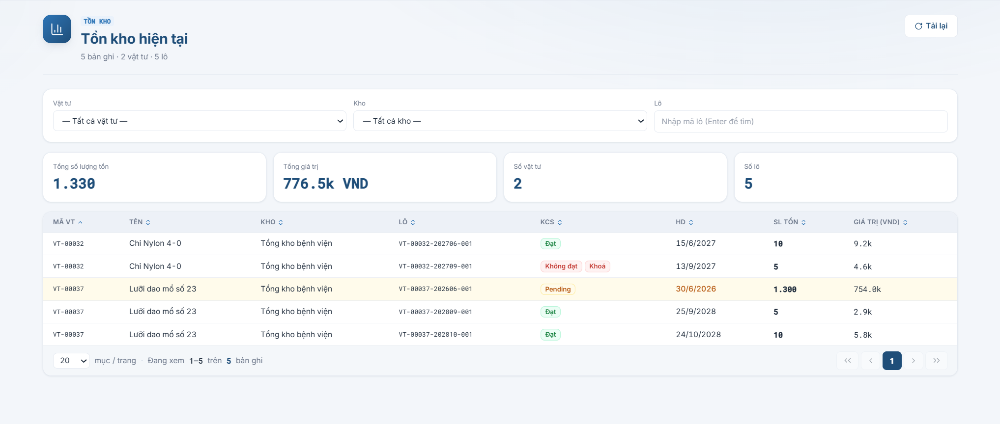 TỒN KHO
Tồn kho hiện tại
5 bản ghi · 2 vật tư · 5 lô
Tải lại
Vật tư Kho Lô
— Tất cả vật tư — — Tất cả kho — Nhập mã lô (Enter để tìm)
Tổng số lượng tồn Tổng giá trị Số vật tư Số lô
1.330 776.5k VND 2 5
MÃ VT TÊN KHO LÔ KCS HD SL TỒN GIÁ TRỊ (VND)
VT-00032 Chỉ Nylon 4-0 Tổng kho bệnh viện VT-00032-202706-001 Đạt 15/6/2027 10 9.2k
VT-00032 Chỉ Nylon 4-0 Tổng kho bệnh viện VT-00032-202709-001 Không đạt Khoá 13/9/2027 5 4.6k
VT-00037 Lưỡi dao mổ số 23 Tổng kho bệnh viện VT-00037-202606-001 Pending 30/6/2026 1.300 754.0k
VT-00037 Lưỡi dao mổ số 23 Tổng kho bệnh viện VT-00037-202809-001 Đạt 25/9/2028 5 2.9k
VT-00037 Lưỡi dao mổ số 23 Tổng kho bệnh viện VT-00037-202810-001 Đạt 24/10/2028 10 5.8k
20 mục / trang · Đang xem 1–5 trên 5 bản ghi 1